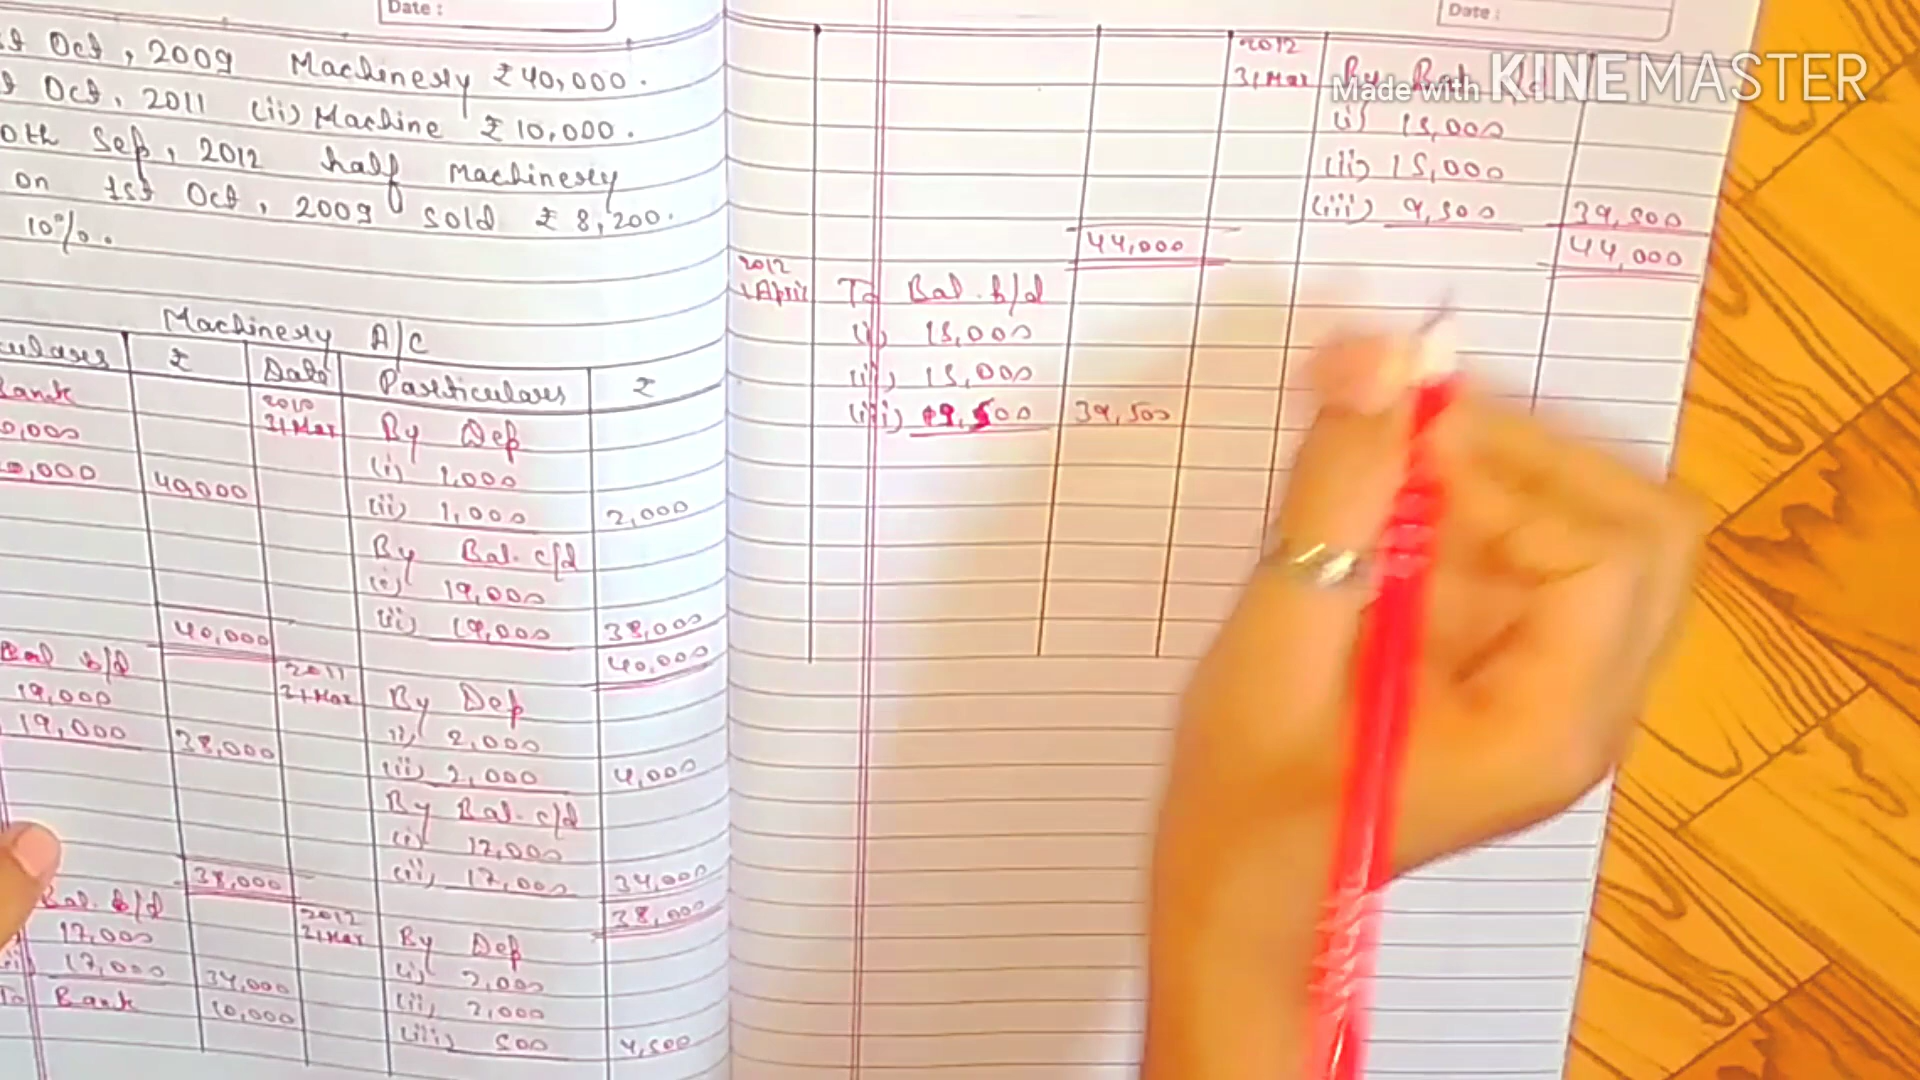 Date :
Oct, 2009 Machinery ₹40,000.
Oct, 2011 (ii) Machine ₹10,000.
Sep, 2012 half Machinery
on 1st Oct, 2009 sold ₹8,200.
10%.
Machinery A/C
₹ Date Particulars ₹
Bank 2010
31 Mar By Dep
(i) 1,000
40,000 (ii) 1,000 2,000
By Bal. c/d
(i) 19,000
40,000 (ii) 19,000 38,000
40,000
Bal b/d 2011
19,000 31 Mar By Dep
19,000 38,000 (i) 2,000
(ii) 2,000 4,000
By Bal. c/d
(i) 17,000
38,000 (ii) 17,000 34,000
38,000
Bal. b/d 2012
17,000 31 Mar By Dep
(ii) 17,000 34,000 (i) 2,000
To Bank 10,000 (ii) 2,000
(iii) 500 4,500
Date :
2012
31 Mar By Bal c/d
(i) 15,000
(ii) 15,000
(iii) 9,500 39,500
44,000 44,000
2012
1 April To Bal. b/d
(i) 15,000
(ii) 15,000
(iii) 9,500 39,500
Made with KINEMASTER